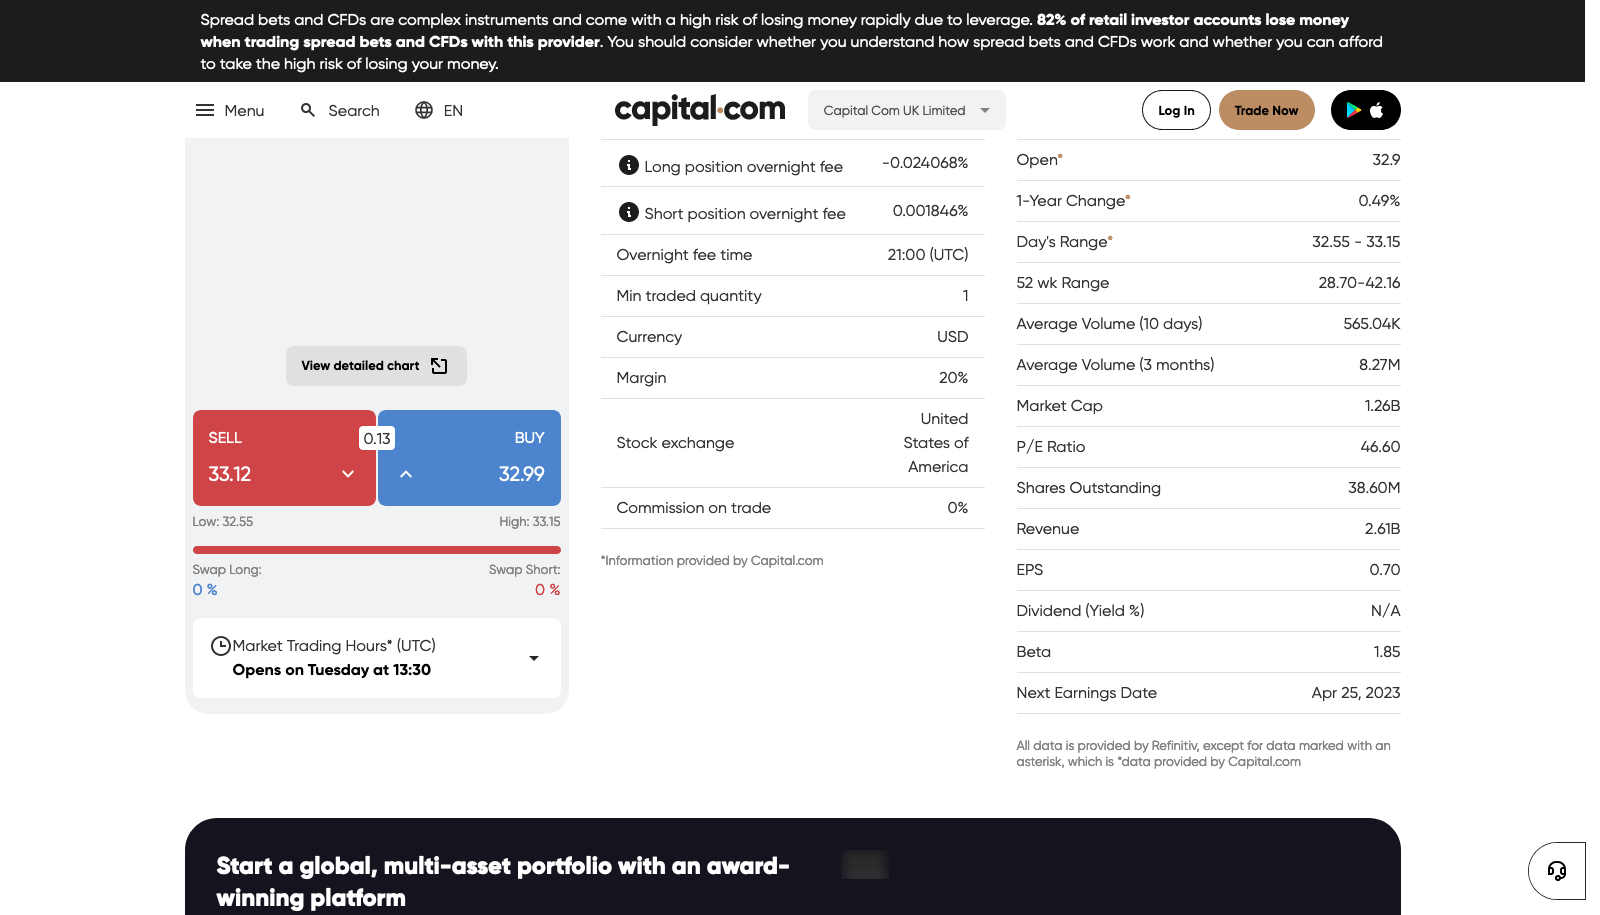 Spread bets and CFDs are complex instruments and come with a high risk of losing money rapidly due to leverage. 82% of retail investor accounts lose money
when trading spread bets and CFDs with this provider. You should consider whether you understand how spread bets and CFDs work and whether you can afford
to take the high risk of losing your money.
Menu
Search
EN
capital.com
Capital Com UK Limited
Log In
Trade Now
View detailed chart
SELL
33.12
0.13
BUY
32.99
Low: 32.55
High: 33.15
Swap Long:
0 %
Swap Short:
0 %
Market Trading Hours* (UTC)
Opens on Tuesday at 13:30
Long position overnight fee -0.024068%
Short position overnight fee 0.001846%
Overnight fee time 21:00 (UTC)
Min traded quantity 1
Currency USD
Margin 20%
Stock exchange United
States of
America
Commission on trade 0%
*Information provided by Capital.com
Open* 32.9
1-Year Change* 0.49%
Day's Range* 32.55 - 33.15
52 wk Range 28.70-42.16
Average Volume (10 days) 565.04K
Average Volume (3 months) 8.27M
Market Cap 1.26B
P/E Ratio 46.60
Shares Outstanding 38.60M
Revenue 2.61B
EPS 0.70
Dividend (Yield %) N/A
Beta 1.85
Next Earnings Date Apr 25, 2023
All data is provided by Refinitiv, except for data marked with an
asterisk, which is *data provided by Capital.com
Start a global, multi-asset portfolio with an award-
winning platform